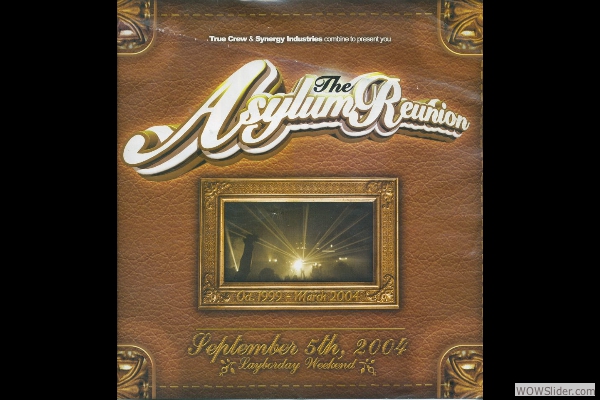 True Crew & Synergy Industries combine to present you
The
Asylum Reunion
Oct. 1999 - March 2004
September 5th, 2004
Layborday Weekend
WOWSlider.com